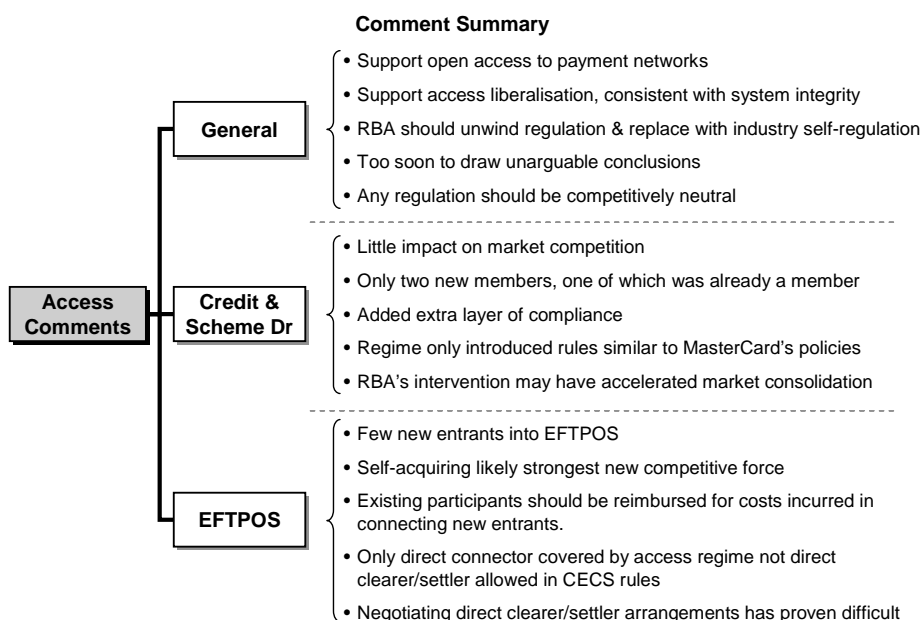 Comment Summary
• Support open access to payment networks
• Support access liberalisation, consistent with system integrity
General
• RBA should unwind regulation & replace with industry self-regulation
• Too soon to draw unarguable conclusions
• Any regulation should be competitively neutral
• Little impact on market competition
• Only two new members, one of which was already a member
Access
Comments
Credit &
Scheme Dr
• Added extra layer of compliance
• Regime only introduced rules similar to MasterCard's policies
• RBA's intervention may have accelerated market consolidation
• Few new entrants into EFTPOS
• Self-acquiring likely strongest new competitive force
EFTPOS
• Existing participants should be reimbursed for costs incurred in
connecting new entrants.
• Only direct connector covered by access regime not direct
clearer/settler allowed in CECS rules
• Negotiating direct clearer/settler arrangements has proven difficult